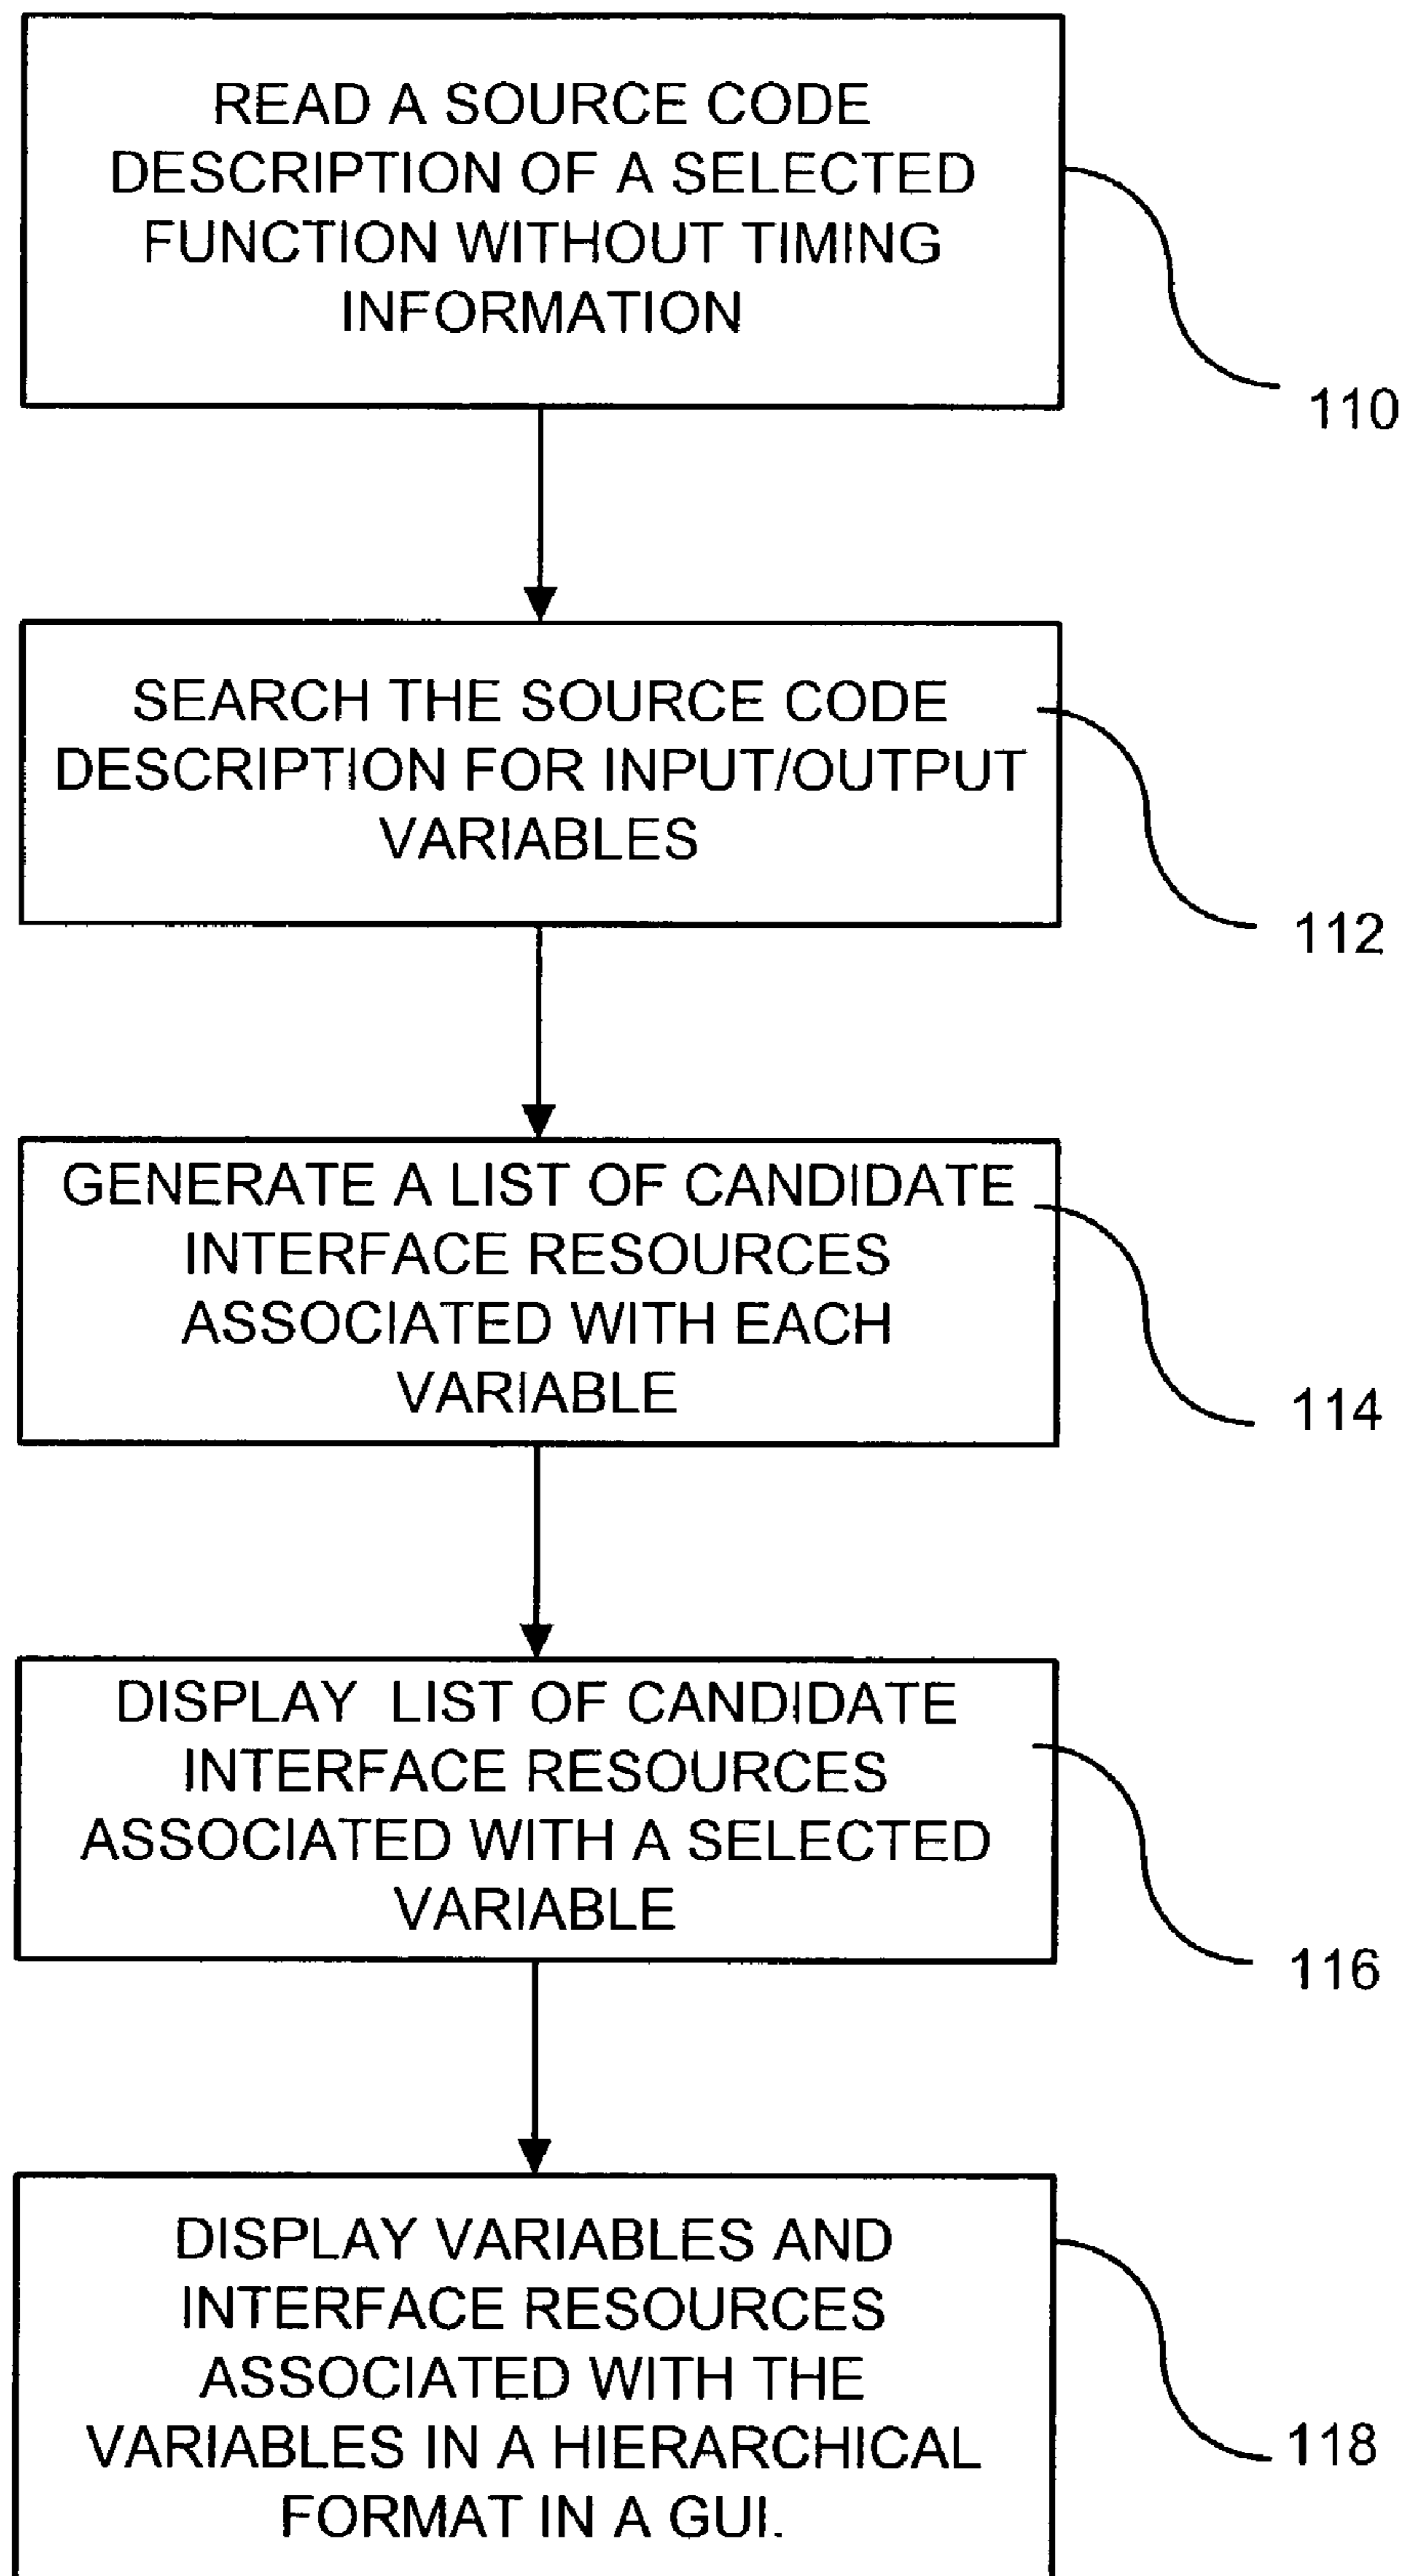 READ A SOURCE CODE
DESCRIPTION OF A SELECTED
FUNCTION WITHOUT TIMING
INFORMATION
110
SEARCH THE SOURCE CODE
DESCRIPTION FOR INPUT/OUTPUT
VARIABLES
112
GENERATE A LIST OF CANDIDATE
INTERFACE RESOURCES
ASSOCIATED WITH EACH
VARIABLE
114
DISPLAY LIST OF CANDIDATE
INTERFACE RESOURCES
ASSOCIATED WITH A SELECTED
VARIABLE
116
DISPLAY VARIABLES AND
INTERFACE RESOURCES
ASSOCIATED WITH THE
VARIABLES IN A HIERARCHICAL
FORMAT IN A GUI.
118